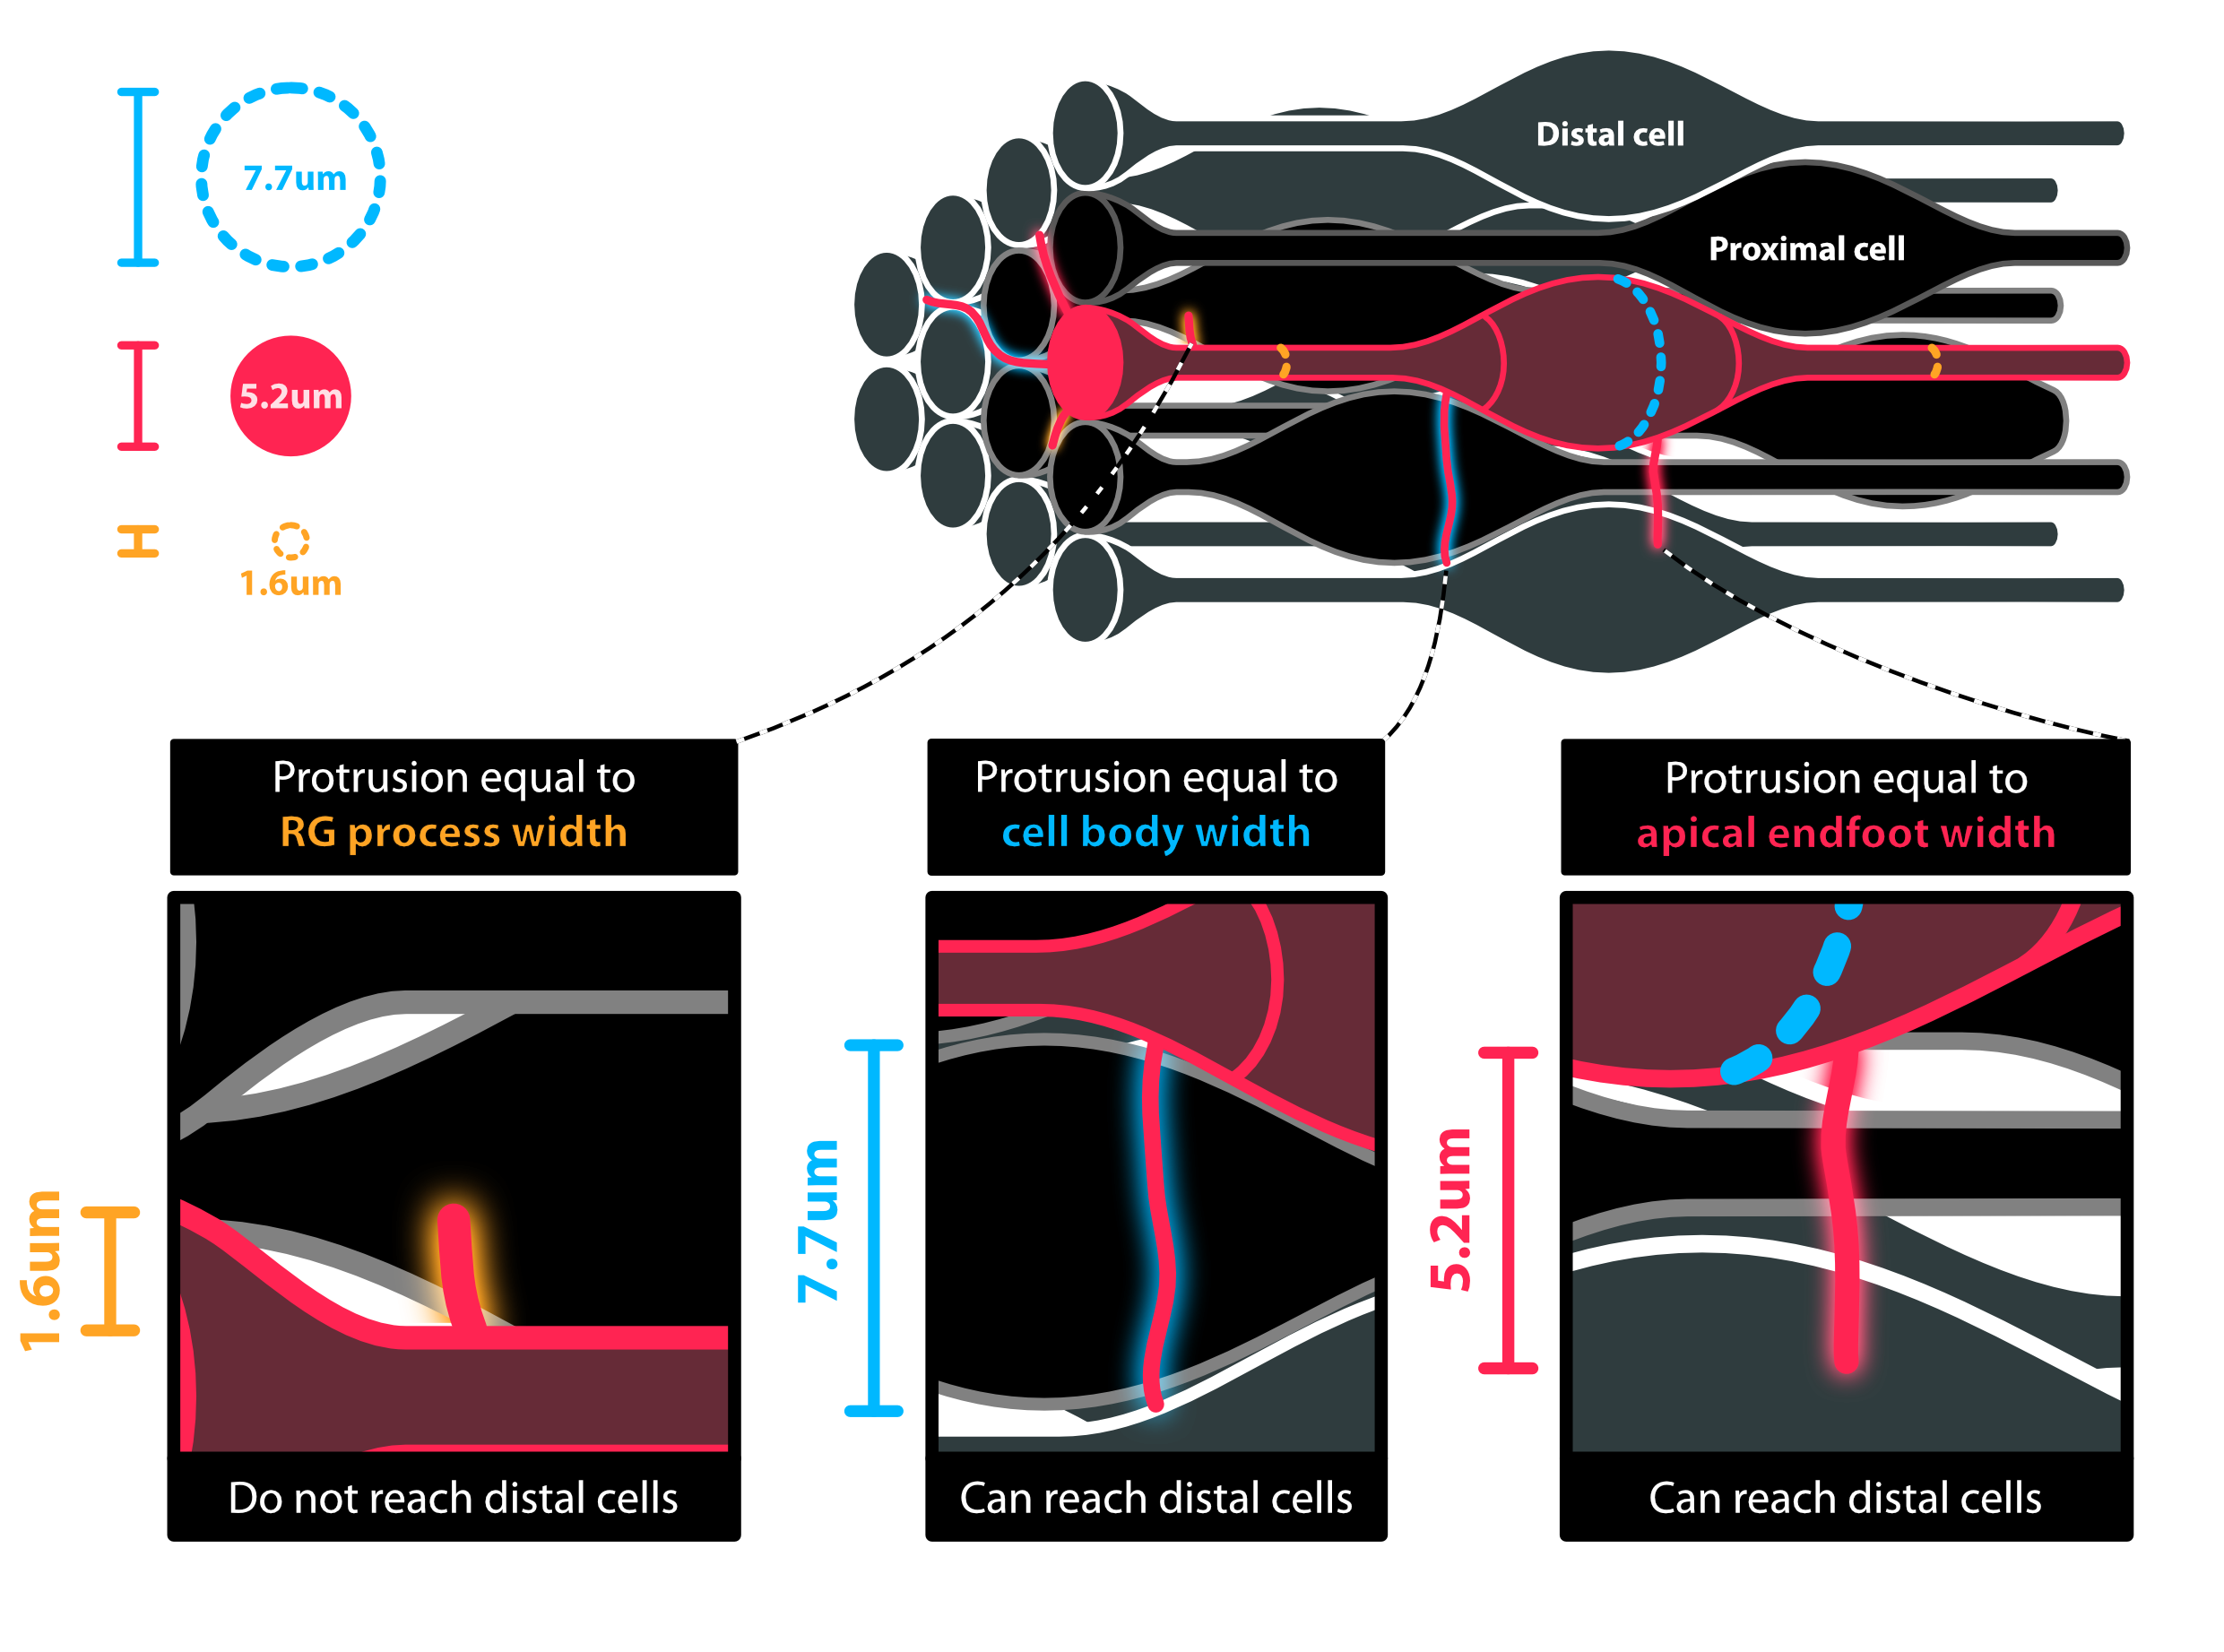 7.7um
5.2um
1.6um
Distal cell
Proximal cell
Protrusion equal to
RG process width
1.6um
Do not reach distal cells
Protrusion equal to
cell body width
7.7um
Can reach distal cells
Protrusion equal to
apical endfoot width
5.2um
Can reach distal cells